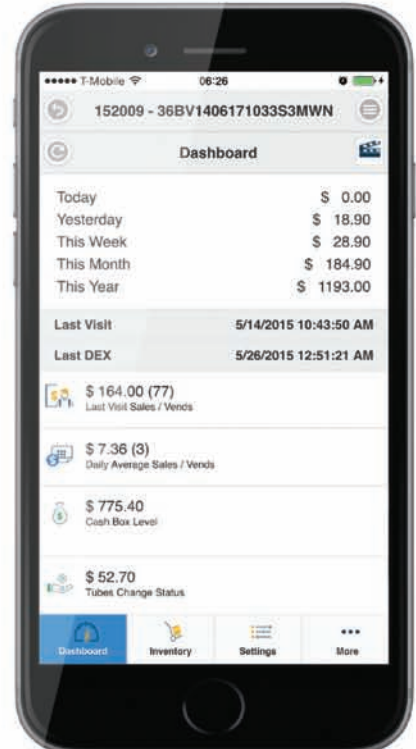 T-Mobile 06:26
152009 - 36BV1406171033S3MWN
Dashboard
Today $ 0.00
Yesterday $ 18.90
This Week $ 28.90
This Month $ 184.90
This Year $ 1193.00
Last Visit 5/14/2015 10:43:50 AM
Last DEX 5/26/2015 12:51:21 AM
$ 164.00 (77)
Last Visit Sales / Vends
$ 7.36 (3)
Daily Average Sales / Vends
$ 775.40
Cash Box Level
$ 52.70
Tubes Change Status
Dashboard Inventory Settings More